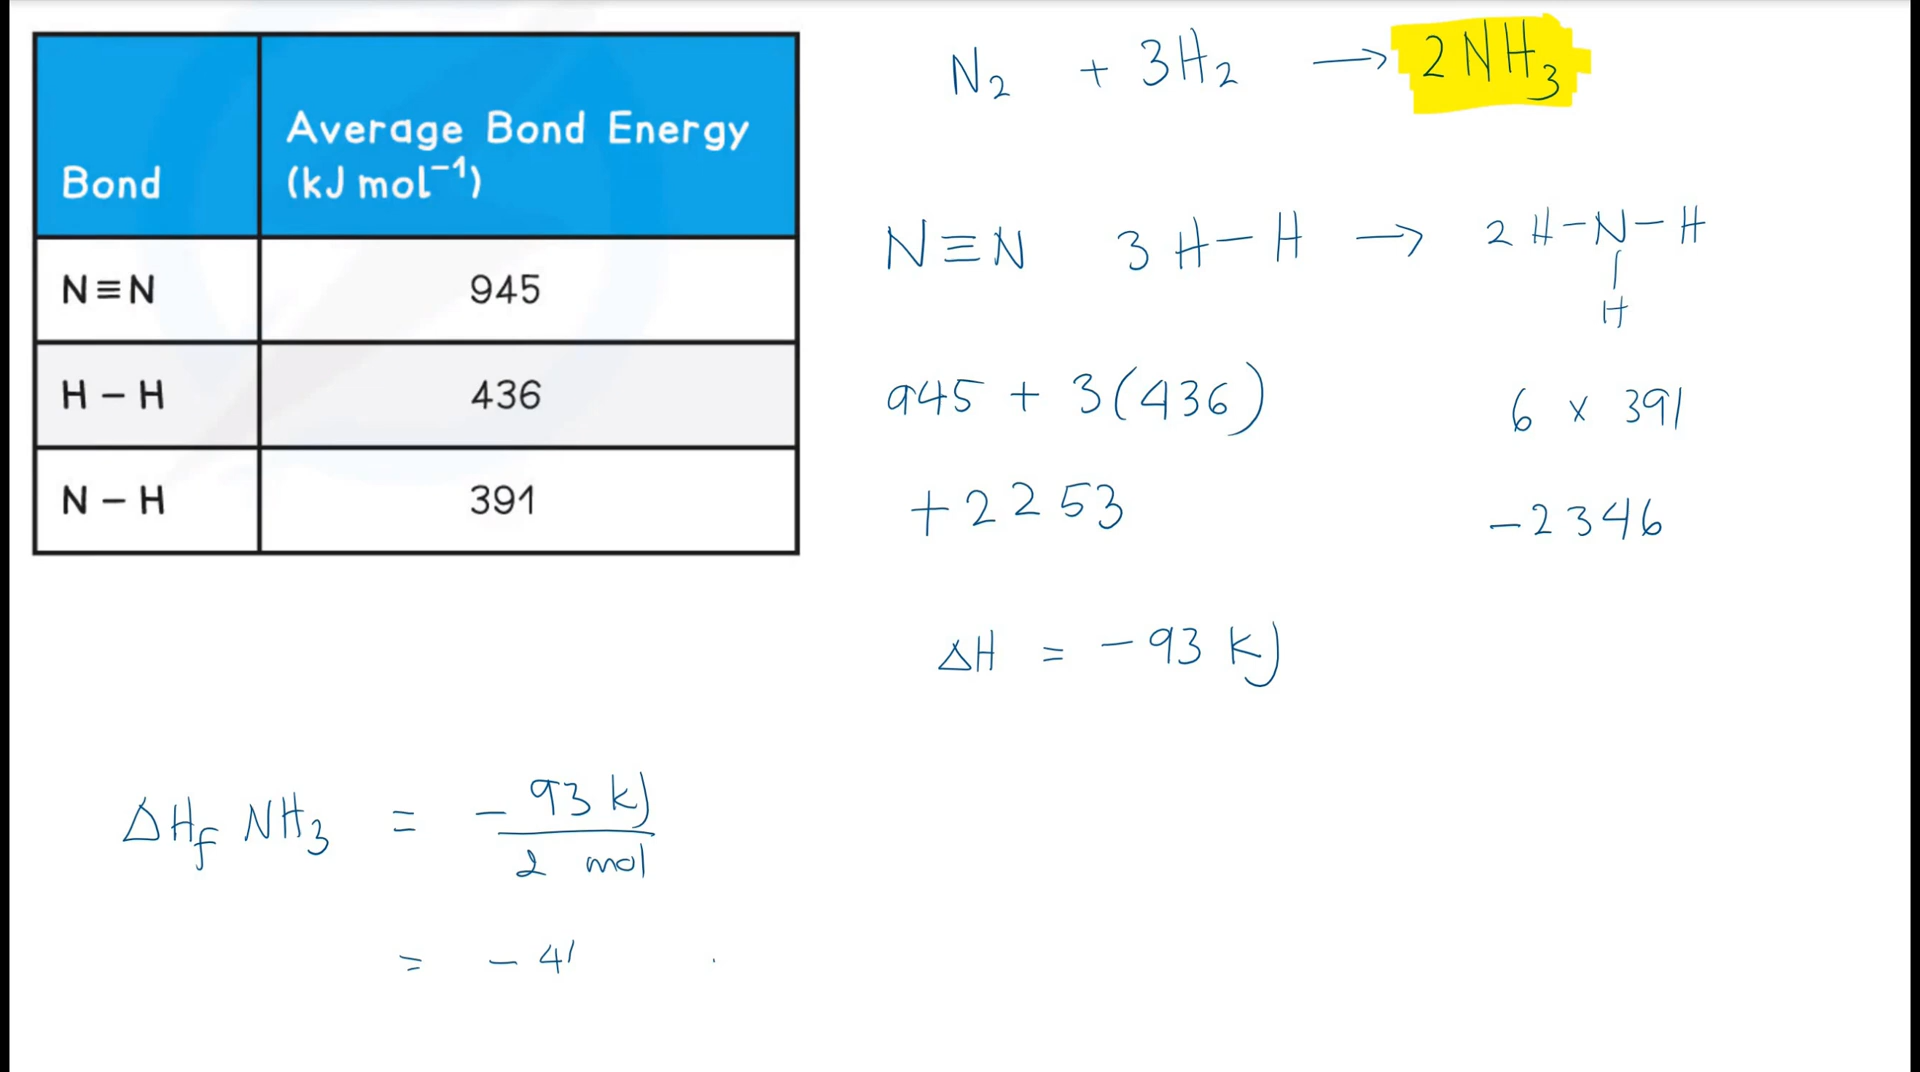 Bond
Average Bond Energy
(kJ mol⁻¹)
N≡N 945
H – H 436
N – H 391
N₂ + 3H₂ → 2NH₃
N≡N 3 H–H → 2 H–N–H
|
H
945 + 3(436) 6 × 391
+2253 -2346
ΔH = -93 kJ
ΔHf NH₃ = - 93 kJ
2 mol
= - 4